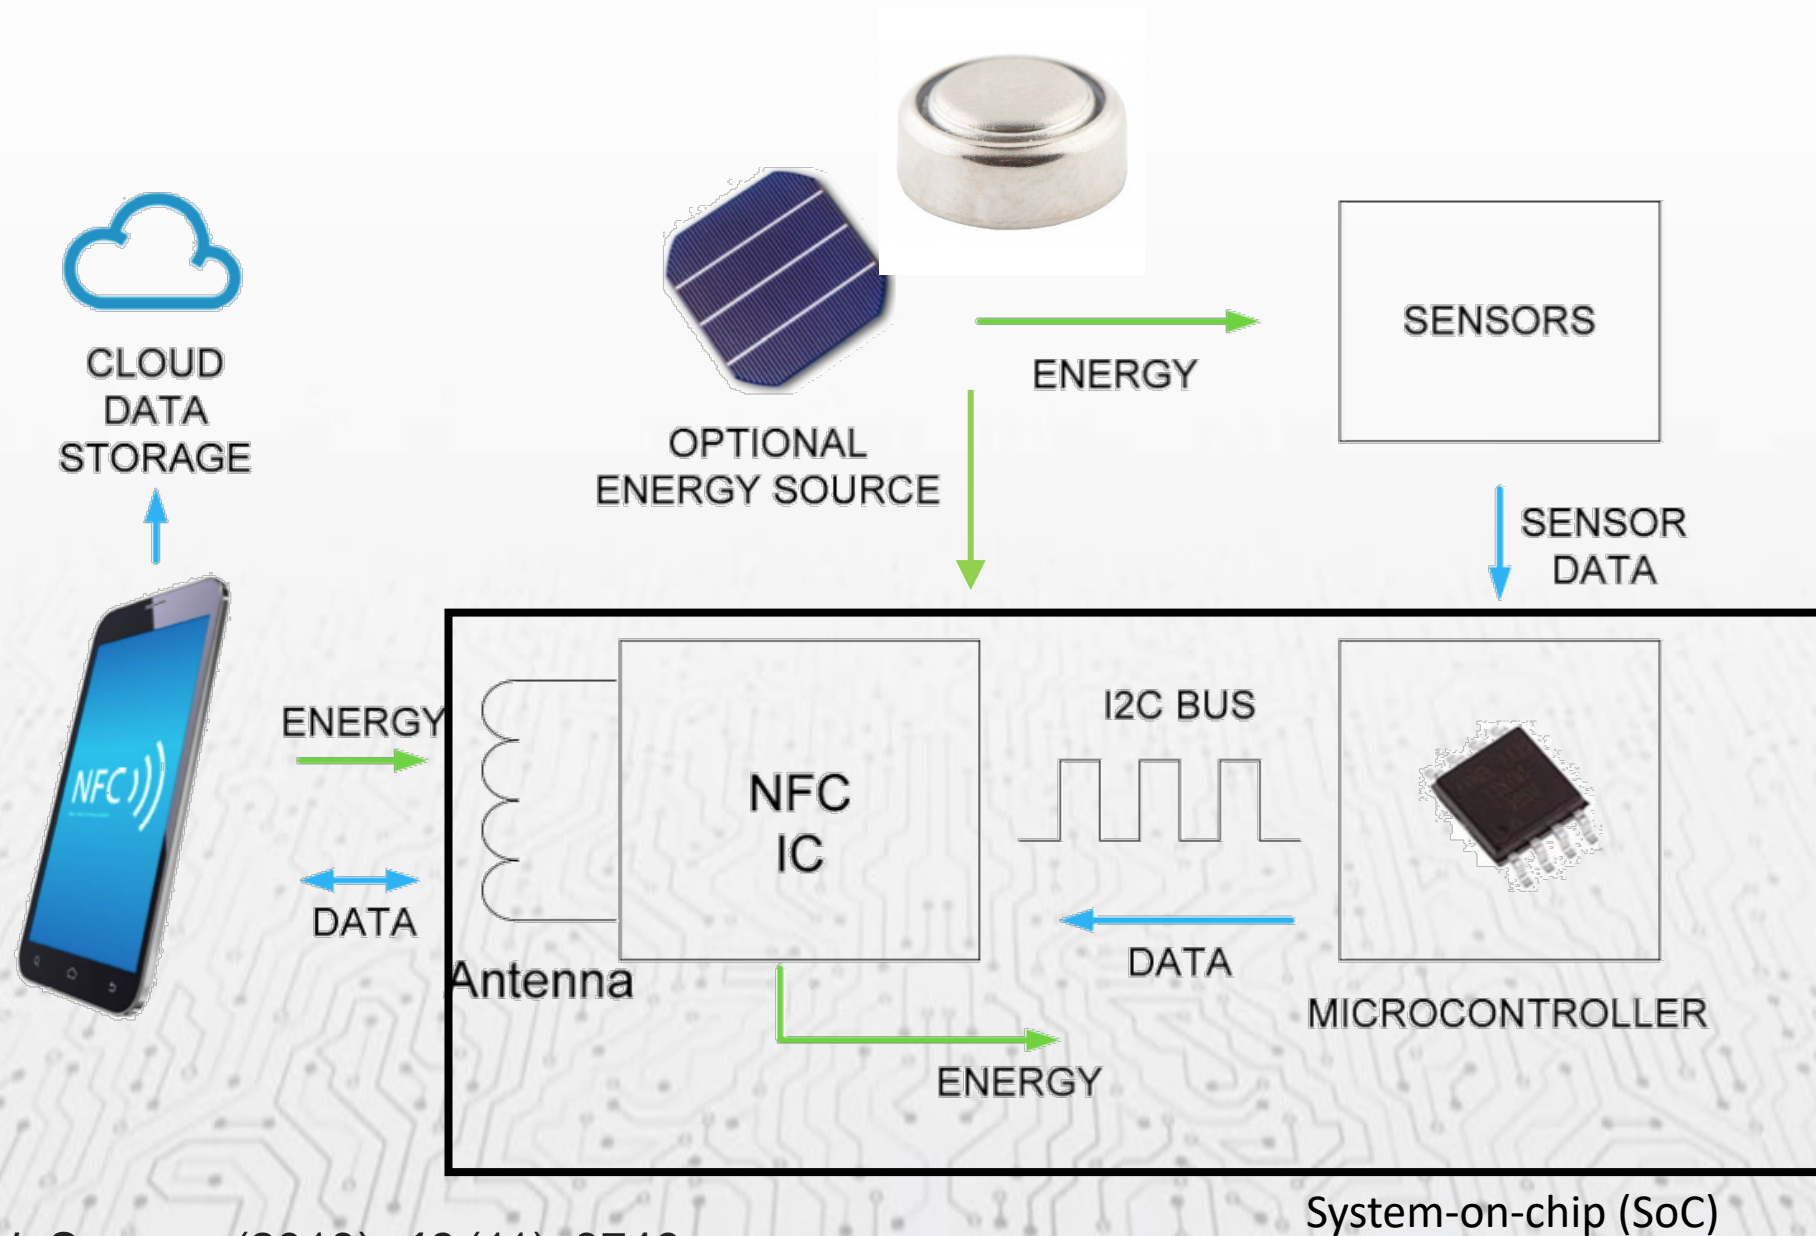 CLOUD
DATA
STORAGE
OPTIONAL
ENERGY SOURCE
ENERGY
SENSORS
SENSOR
DATA
NFC
ENERGY
DATA
Antenna
NFC
IC
I2C BUS
DATA
ENERGY
MICROCONTROLLER
System-on-chip (SoC)